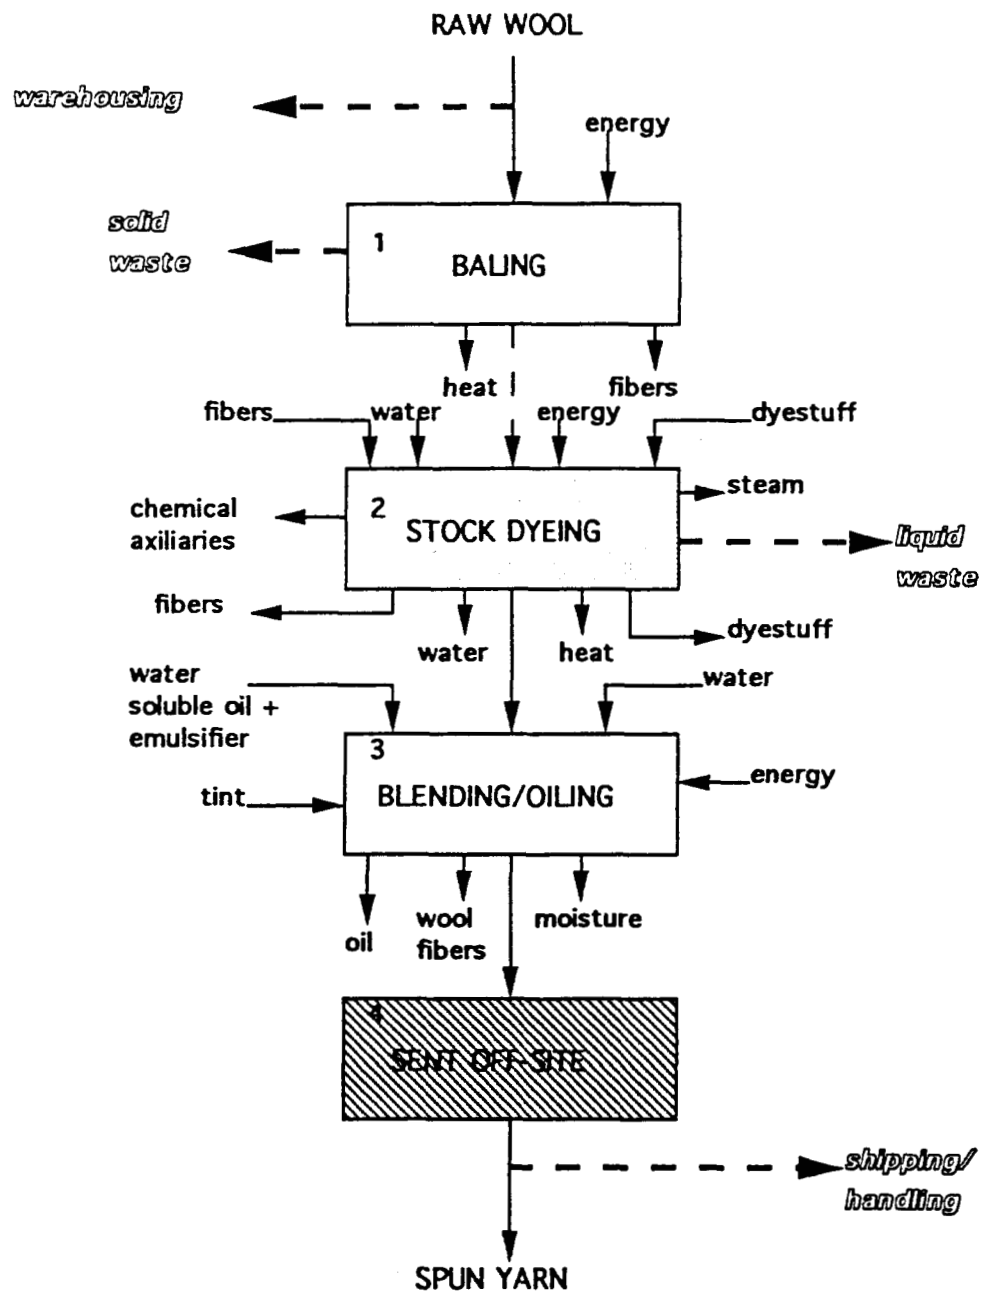 RAW WOOL
warehousing
energy
solid
waste
1
BALING
heat
fibers
fibers
water
energy
dyestuff
steam
chemical
axiliaries
2
STOCK DYEING
liquid
waste
fibers
water
heat
dyestuff
water
soluble oil +
emulsifier
water
3
BLENDING/OILING
energy
tint
oil
wool
fibers
moisture
4
SENT OFF-SITE
shipping/
handling
SPUN YARN